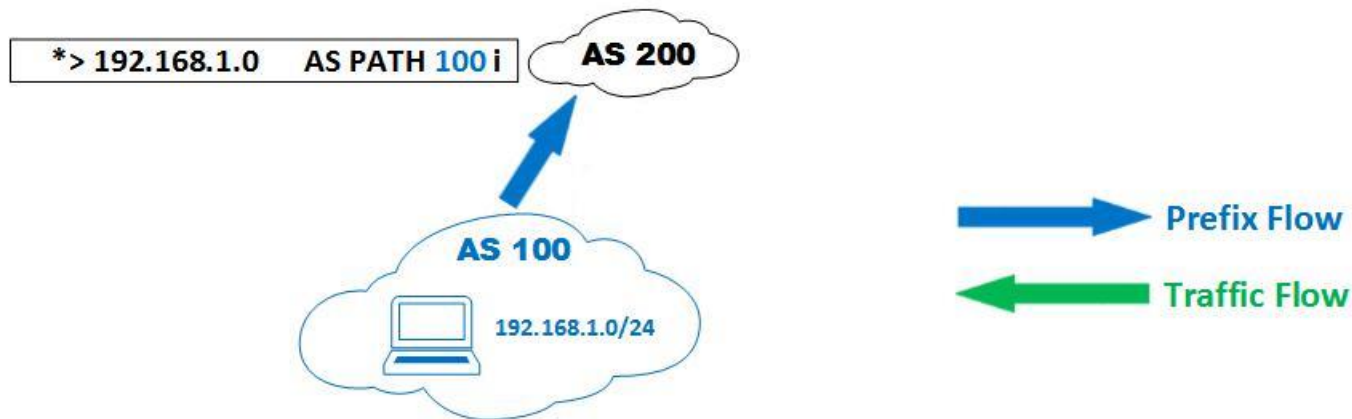 *> 192.168.1.0 AS PATH 100 i
AS 200
AS 100
192.168.1.0/24
Prefix Flow
Traffic Flow